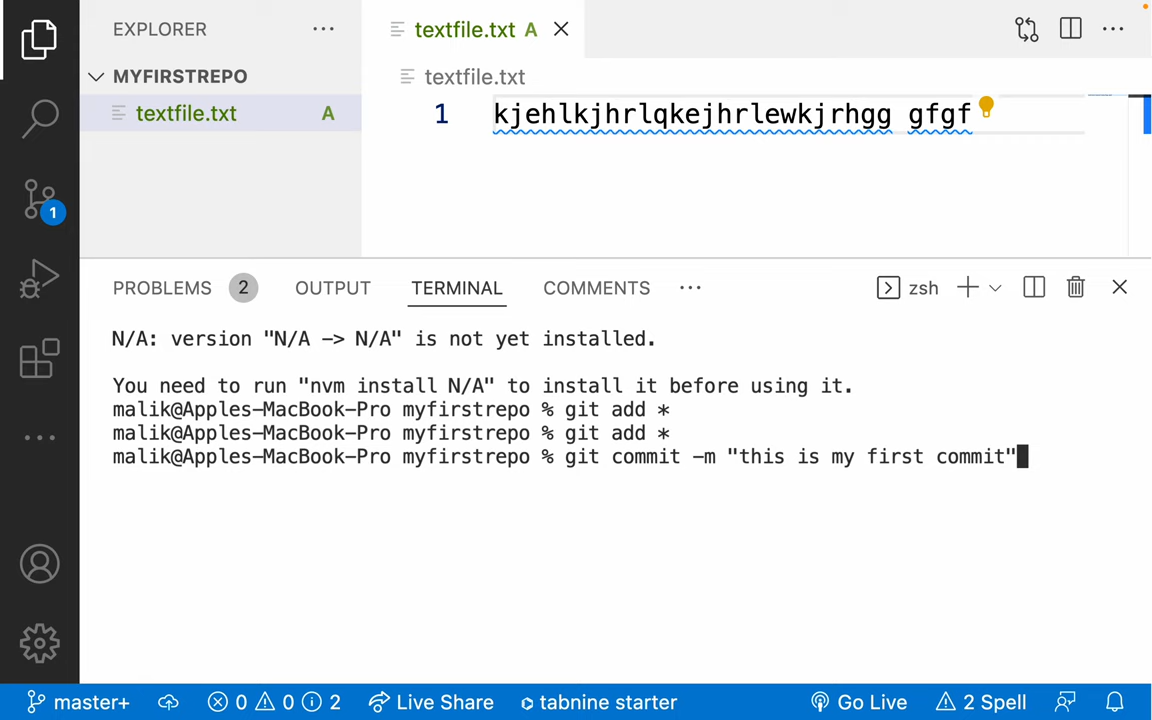 EXPLORER ...
textfile.txt A
MYFIRSTREPO
textfile.txt
textfile.txt A
1 kjehlkjhrlqkejhrlewkjrhgg gfgf
1
PROBLEMS 2 OUTPUT TERMINAL COMMENTS ... zsh
N/A: version "N/A -> N/A" is not yet installed.
You need to run "nvm install N/A" to install it before using it.
malik@Apples-MacBook-Pro myfirstrepo % git add *
malik@Apples-MacBook-Pro myfirstrepo % git add *
malik@Apples-MacBook-Pro myfirstrepo % git commit -m "this is my first commit"
master+ 0 0 2 Live Share tabnine starter Go Live 2 Spell